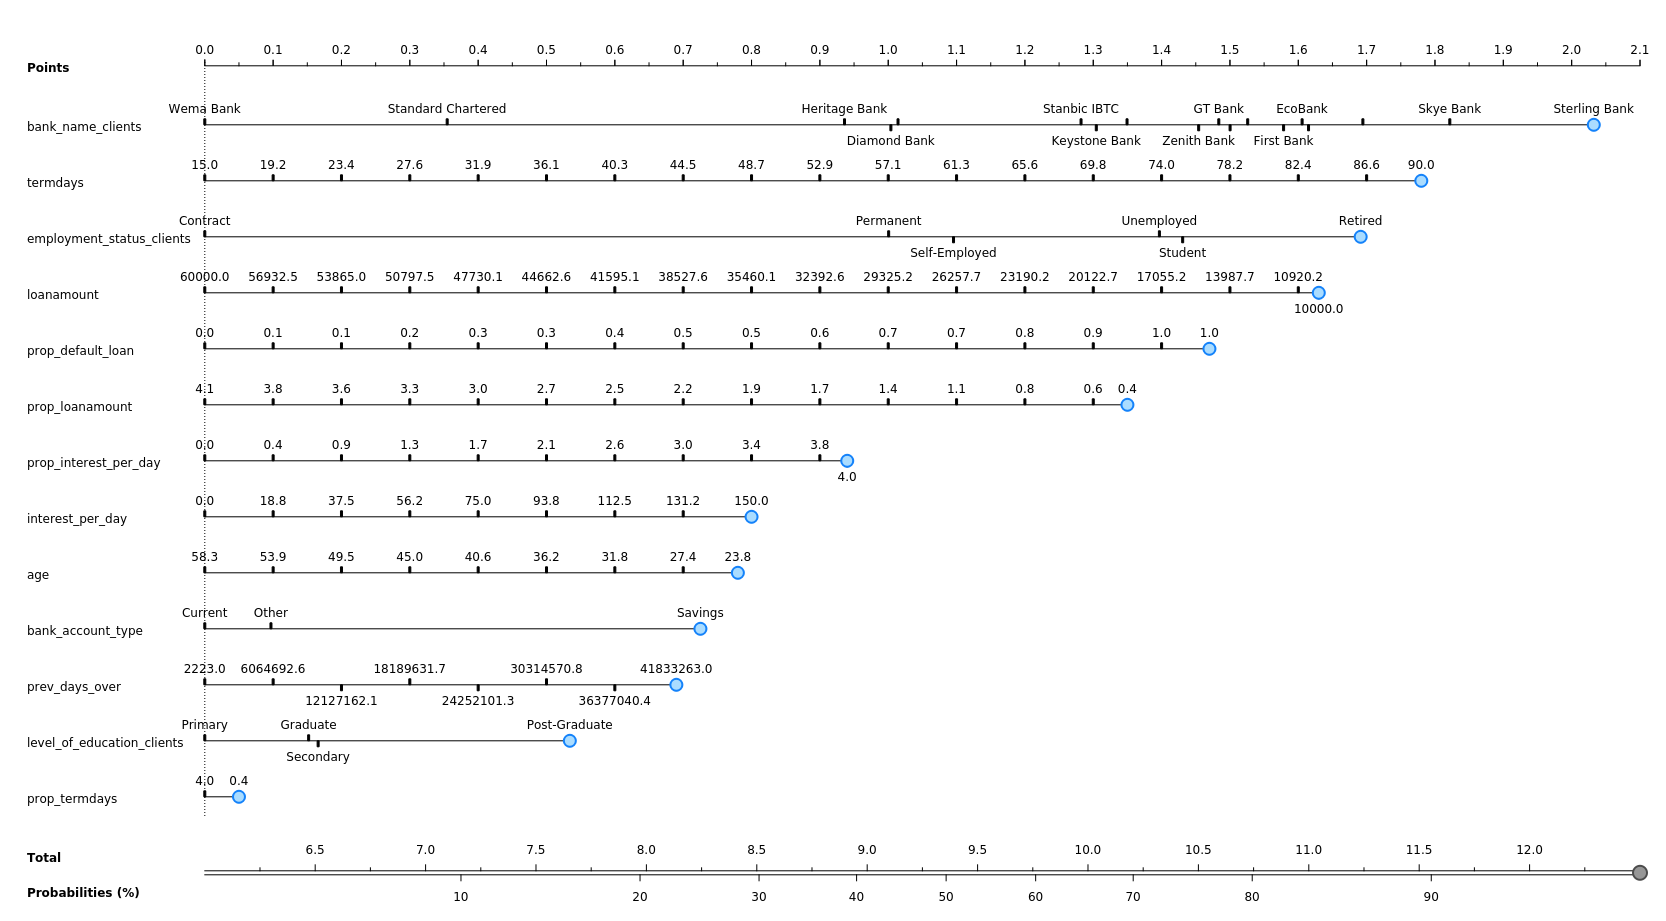 0.0 0.1 0.2 0.3 0.4 0.5 0.6 0.7 0.8 0.9 1.0 1.1 1.2 1.3 1.4 1.5 1.6 1.7 1.8 1.9 2.0 2.1
Points
Wema Bank Standard Chartered Heritage Bank Stanbic IBTC GT Bank EcoBank Skye Bank Sterling Bank
bank_name_clients
Diamond Bank Keystone Bank Zenith Bank First Bank
15.0 19.2 23.4 27.6 31.9 36.1 40.3 44.5 48.7 52.9 57.1 61.3 65.6 69.8 74.0 78.2 82.4 86.6 90.0
termdays
Contract Permanent Unemployed Retired
employment_status_clients
Self-Employed Student
60000.0 56932.5 53865.0 50797.5 47730.1 44662.6 41595.1 38527.6 35460.1 32392.6 29325.2 26257.7 23190.2 20122.7 17055.2 13987.7 10920.2
loanamount
10000.0
0.0 0.1 0.1 0.2 0.3 0.3 0.4 0.5 0.5 0.6 0.7 0.7 0.8 0.9 1.0 1.0
prop_default_loan
4.1 3.8 3.6 3.3 3.0 2.7 2.5 2.2 1.9 1.7 1.4 1.1 0.8 0.6 0.4
prop_loanamount
0.0 0.4 0.9 1.3 1.7 2.1 2.6 3.0 3.4 3.8
prop_interest_per_day
4.0
0.0 18.8 37.5 56.2 75.0 93.8 112.5 131.2 150.0
interest_per_day
58.3 53.9 49.5 45.0 40.6 36.2 31.8 27.4 23.8
age
Current Other Savings
bank_account_type
2223.0 6064692.6 18189631.7 30314570.8 41833263.0
prev_days_over
12127162.1 24252101.3 36377040.4
Primary Graduate Post-Graduate
level_of_education_clients
Secondary
4.0 0.4
prop_termdays
6.5 7.0 7.5 8.0 8.5 9.0 9.5 10.0 10.5 11.0 11.5 12.0
Total
Probabilities (%)
10 20 30 40 50 60 70 80 90